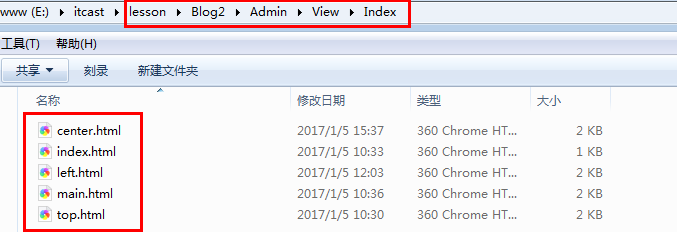 www (E:) ▸ itcast ▸ lesson ▸ Blog2 ▸ Admin ▸ View ▸ Index ▸
工具(T) 帮助(H)
共享 ▼ 刻录 新建文件夹
名称 修改日期 类型 大小
center.html 2017/1/5 15:37 360 Chrome HT... 2 KB
index.html 2017/1/5 10:33 360 Chrome HT... 1 KB
left.html 2017/1/5 12:03 360 Chrome HT... 2 KB
main.html 2017/1/5 10:36 360 Chrome HT... 2 KB
top.html 2017/1/5 10:30 360 Chrome HT... 2 KB